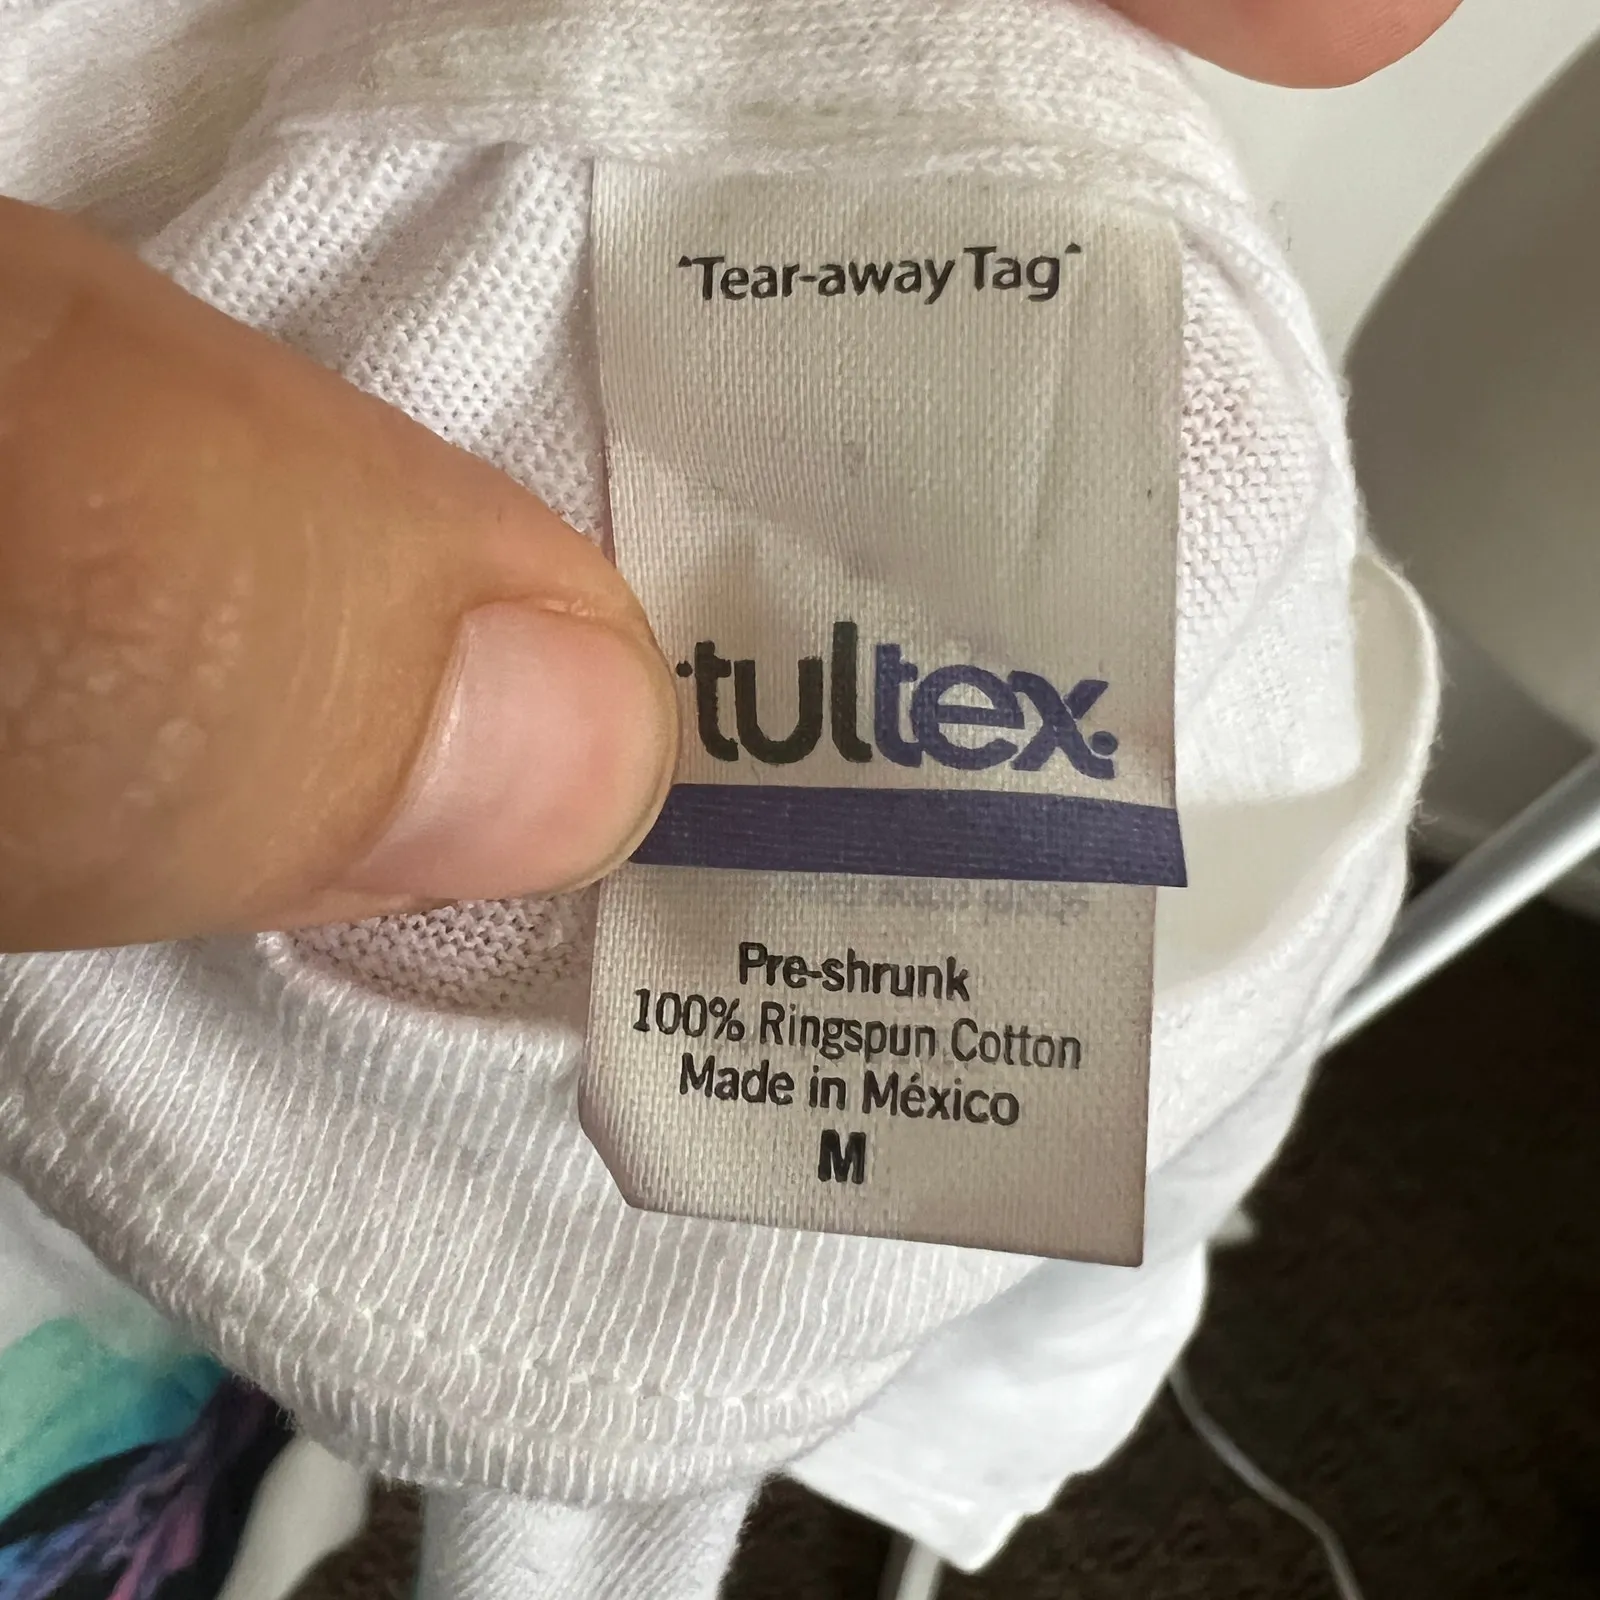 Tear-away Tag
tultex
Pre-shrunk
100% Ringspun Cotton
Made in México
M